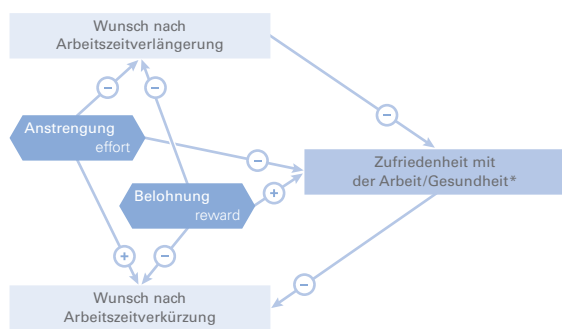 Wunsch nach
Arbeitszeitverlängerung
−
−
−
Anstrengung
effort
−
Zufriedenheit mit
der Arbeit/Gesundheit*
Belohnung
reward
+
+
−
−
Wunsch nach
Arbeitszeitverkürzung